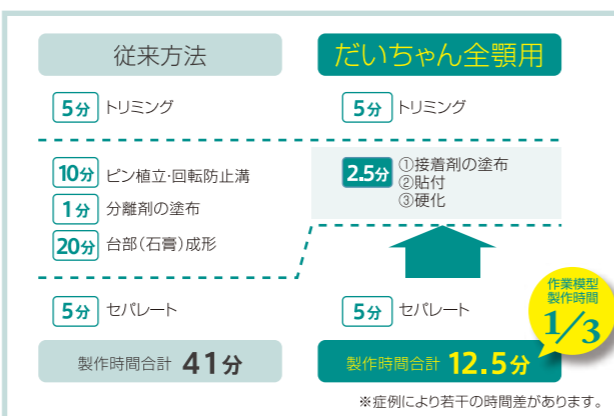 従来方法
5分 トリミング
10分 ピン植立・回転防止溝
1分 分離剤の塗布
20分 台部(石膏)成形
5分 セパレート
製作時間合計 41分
だいちゃん全顎用
5分 トリミング
2.5分 ①接着剤の塗布
②貼付
③硬化
5分 セパレート
製作時間合計 12.5分
作業模型
製作時間
1/3
※症例により若干の時間差があります。